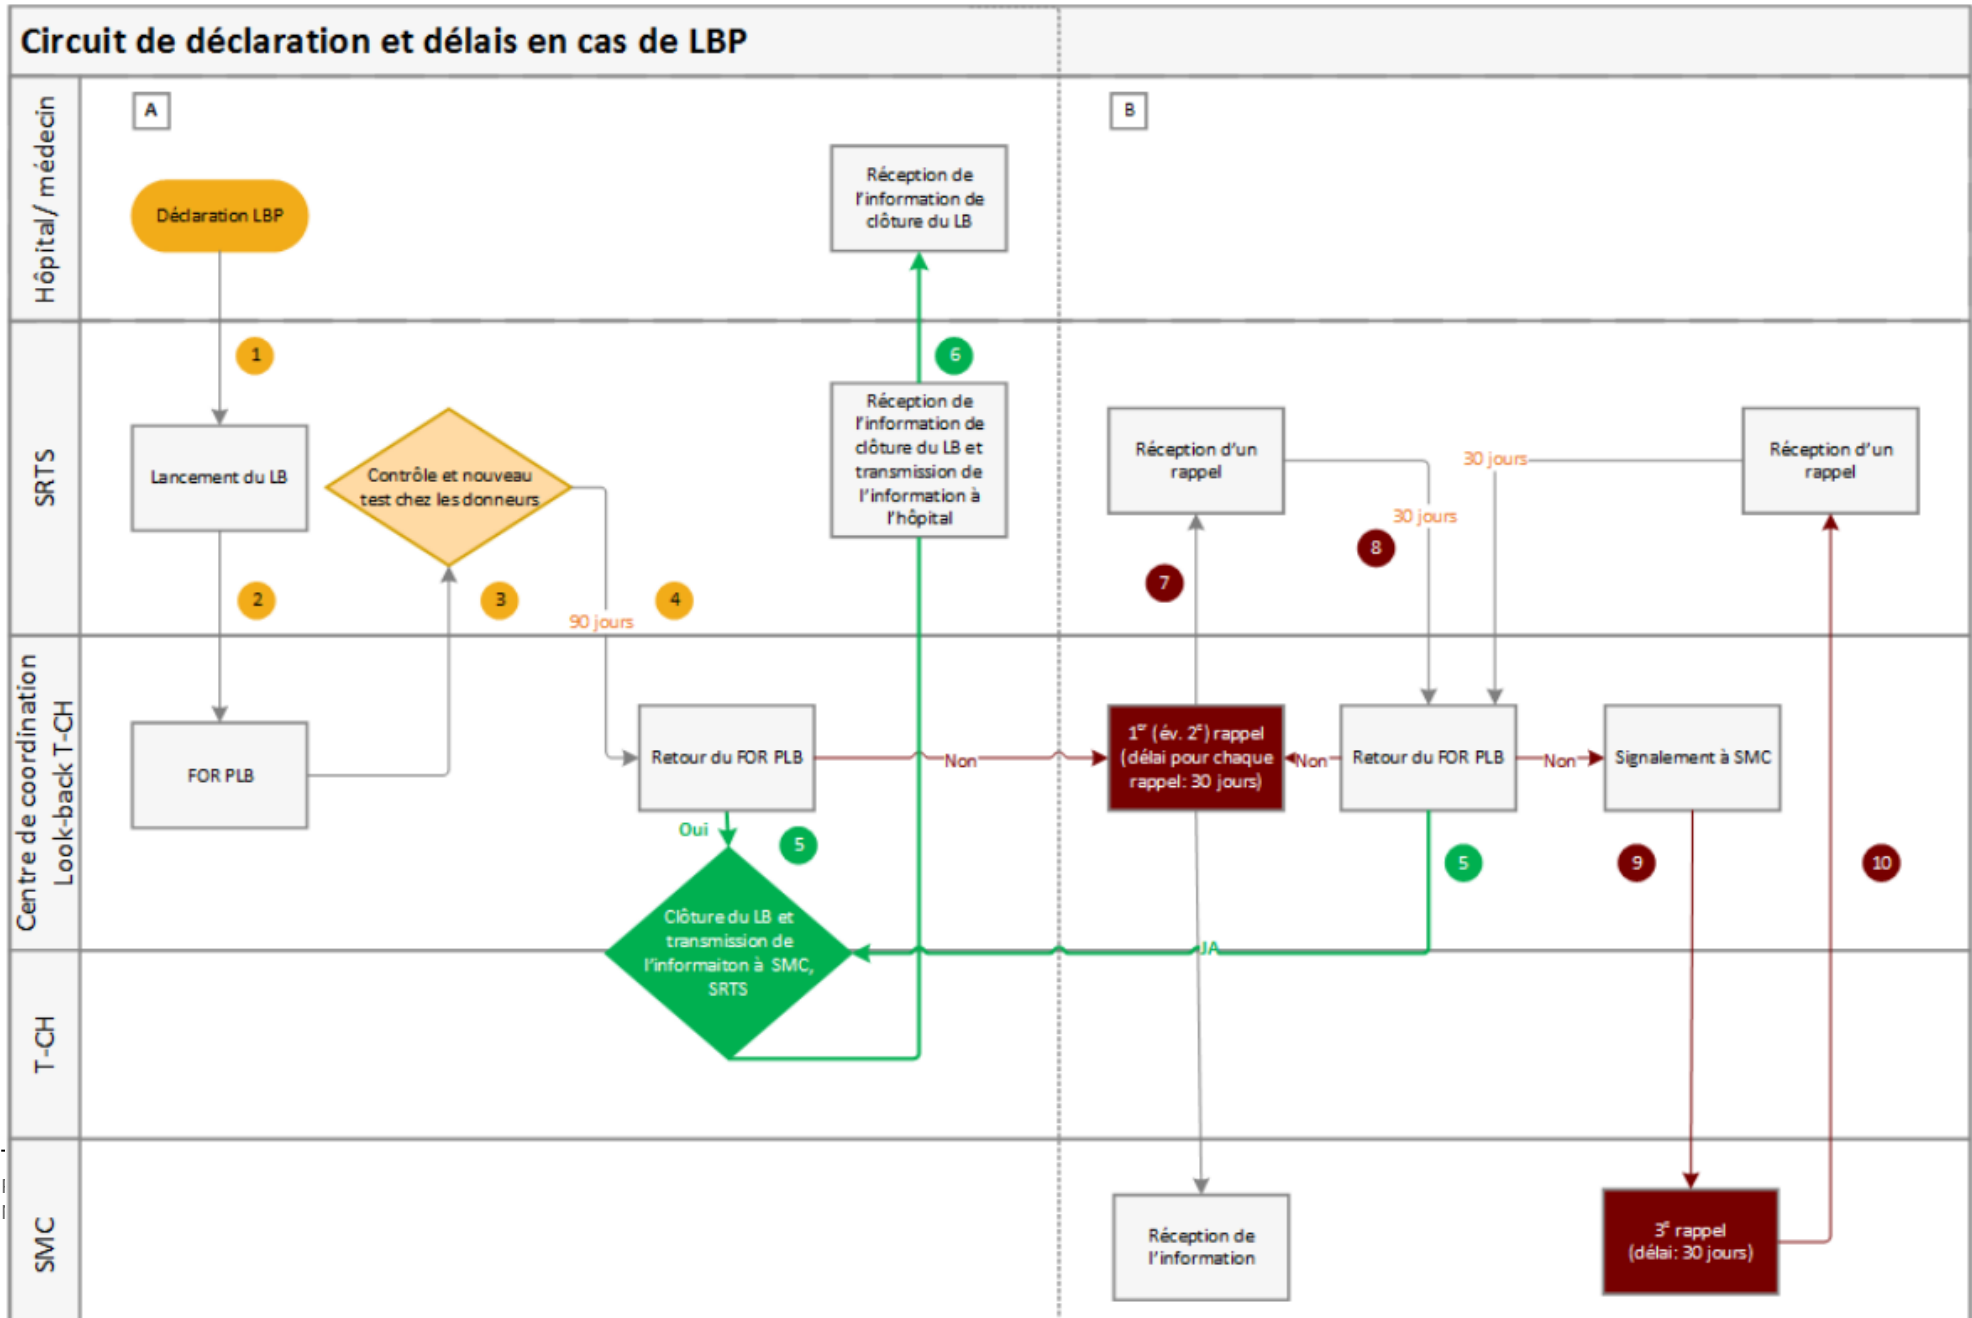 Circuit de déclaration et délais en cas de LBP
Hôpital/ médecin
A
B
Déclaration LBP
Réception de
l'information de
clôture du LB
SRTS
1
6
Lancement du LB
Contrôle et nouveau
test chez les donneurs
Réception de
l'information de
clôture du LB et
transmission de
l'information à
l'hôpital
Réception d'un
rappel
30 jours
30 jours
Réception d'un
rappel
8
7
2
3
4
90 jours
Centre de coordination
Look-back T-CH
FOR PLB
Retour du FOR PLB
Non
1er (év. 2e) rappel
(délai pour chaque
rappel: 30 jours)
Non
Retour du FOR PLB
Non
Signalement à SMC
Oui
5
5
9
10
Clôture du LB et
transmission de
l'informaiton à SMC,
SRTS
JA
T-CH
SMC
Réception de
l'information
3e rappel
(délai: 30 jours)